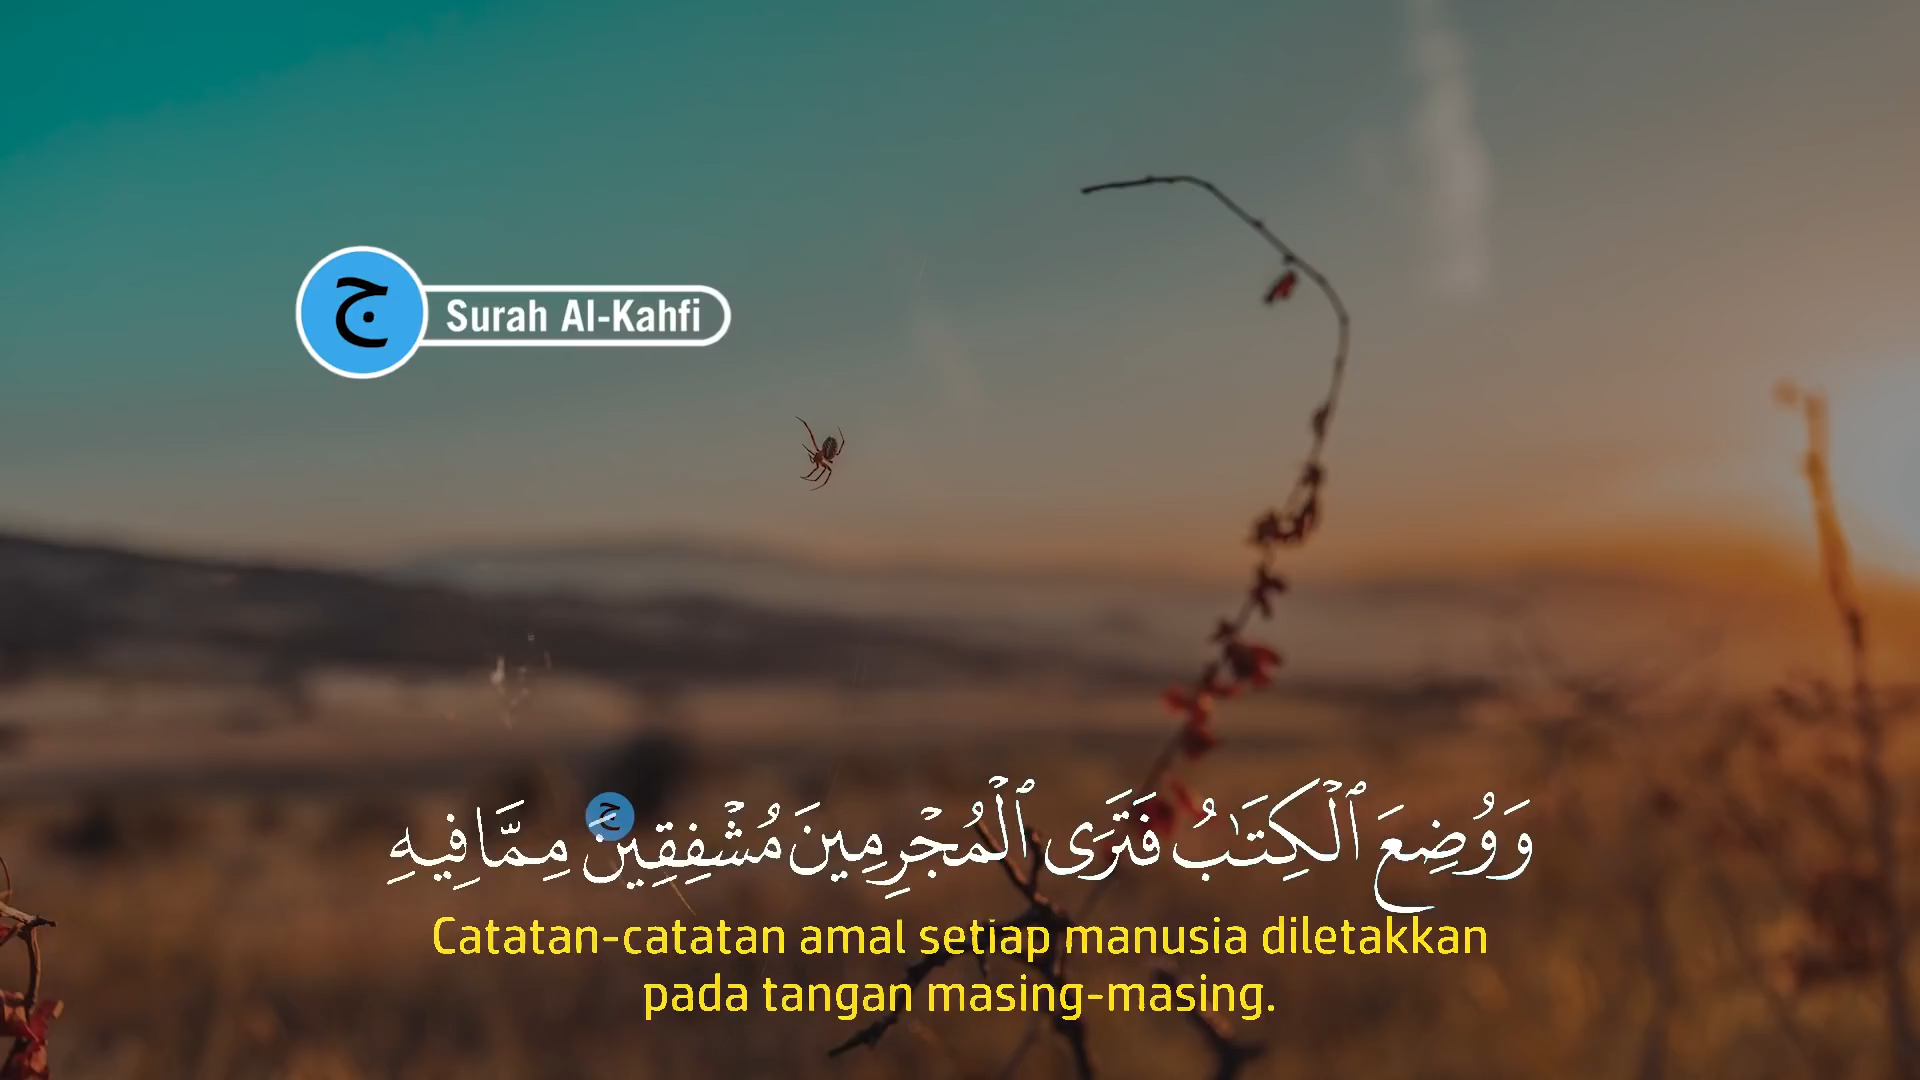 ج
Surah Al-Kahfi
وَوُضِعَ ٱلْكِتَـٰبُ فَتَرَى ٱلْمُجْرِمِينَ مُشْفِقِينَ مِمَّا فِيهِ
ج
Catatan-catatan amal setiap manusia diletakkan
pada tangan masing-masing.